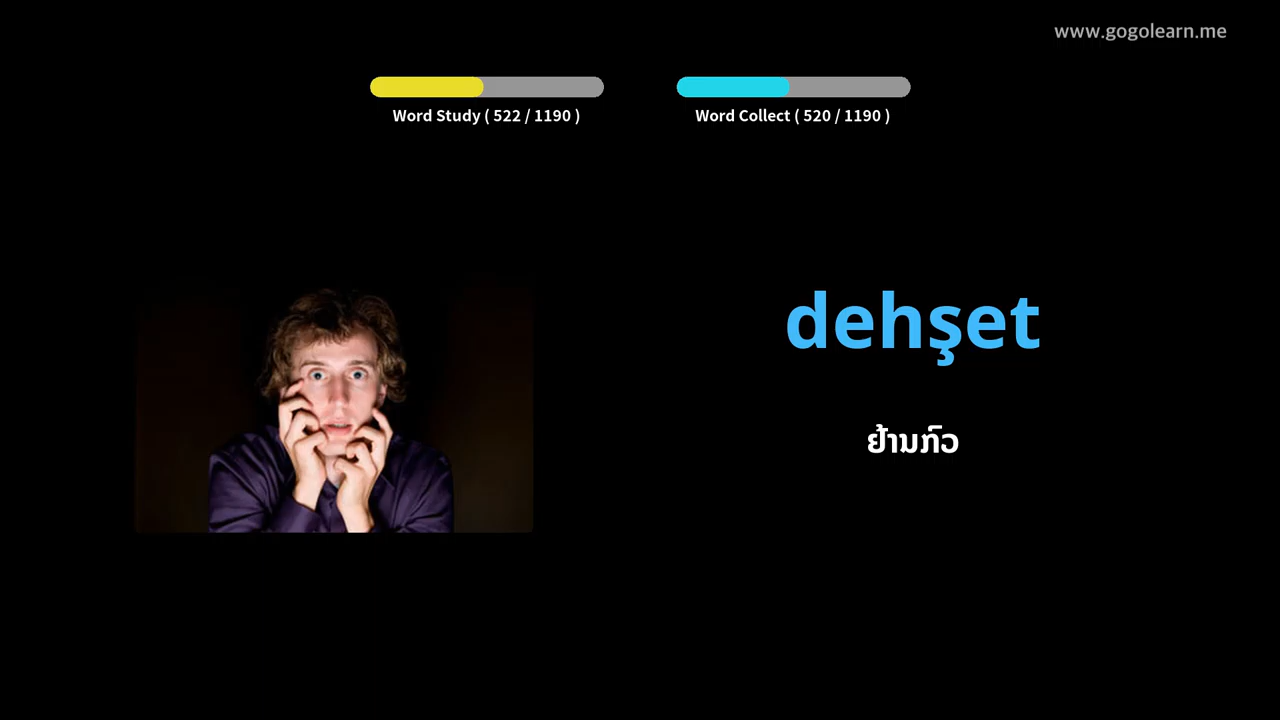 www.gogolearn.me
Word Study ( 522 / 1190 )
Word Collect ( 520 / 1190 )
dehşet
ຢ້ານກົວ